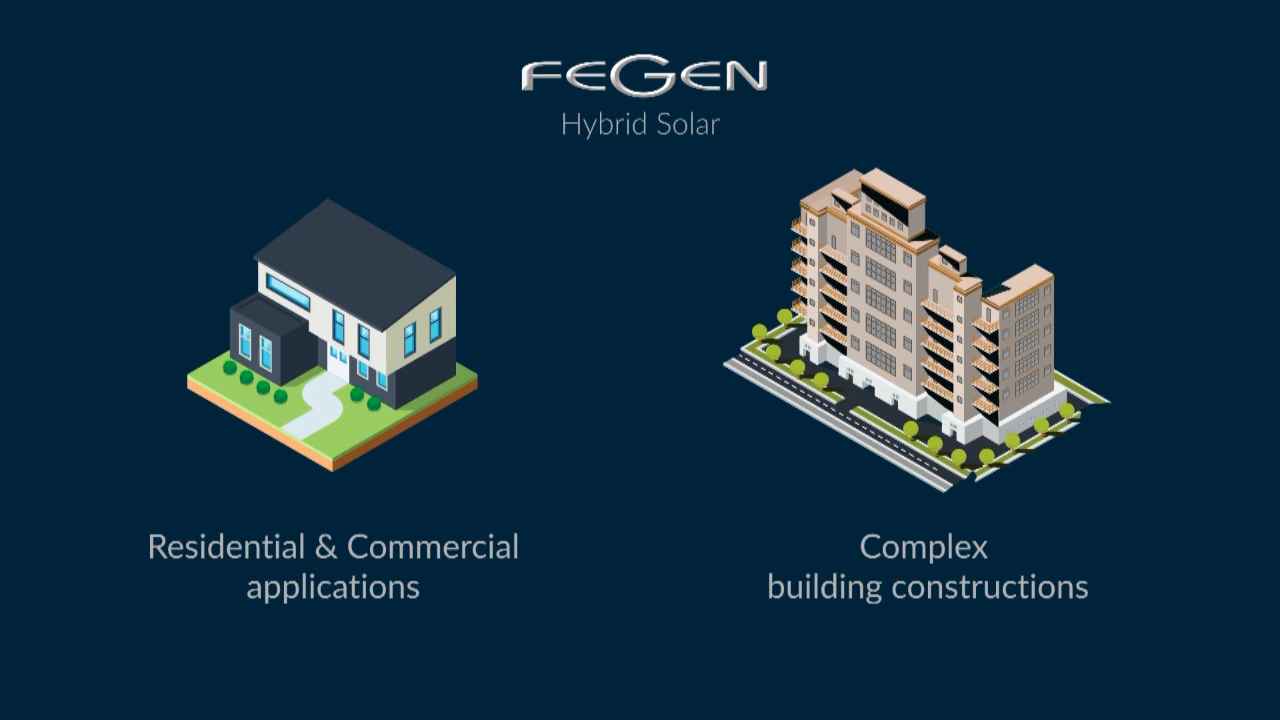 FEGEN
Hybrid Solar
Residential & Commercial
applications
Complex
building constructions